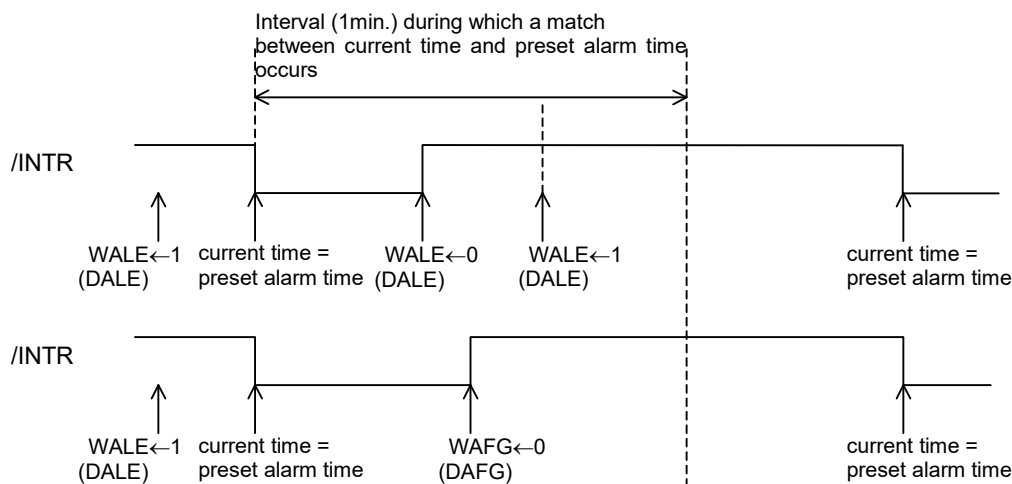 Interval (1min.) during which a match
between current time and preset alarm time
occurs
/INTR
WALE←1 current time = WALE←0 WALE←1 current time =
(DALE) preset alarm time (DALE) (DALE) preset alarm time
/INTR
WALE←1 current time = WAFG←0 current time =
(DALE) preset alarm time (DAFG) preset alarm time